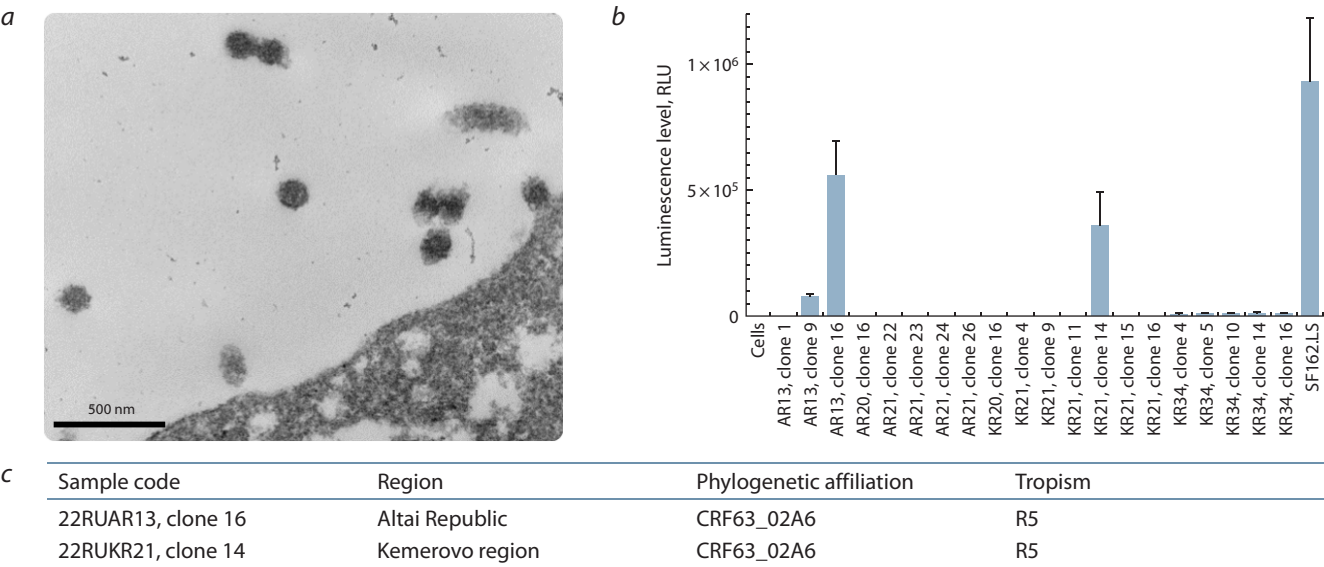 a
500 nm
b
Luminescence level, RLU
1 × 10⁶
5 × 10⁵
0
Cells
AR13, clone 1
AR13, clone 9
AR13, clone 16
AR20, clone 16
AR21, clone 22
AR21, clone 23
AR21, clone 24
AR21, clone 26
KR20, clone 16
KR21, clone 4
KR21, clone 9
KR21, clone 11
KR21, clone 14
KR21, clone 15
KR21, clone 16
KR34, clone 4
KR34, clone 5
KR34, clone 10
KR34, clone 14
KR34, clone 16
SF162.LS
c
Sample code Region Phylogenetic affiliation Tropism
22RUAR13, clone 16 Altai Republic CRF63_02A6 R5
22RUKR21, clone 14 Kemerovo region CRF63_02A6 R5